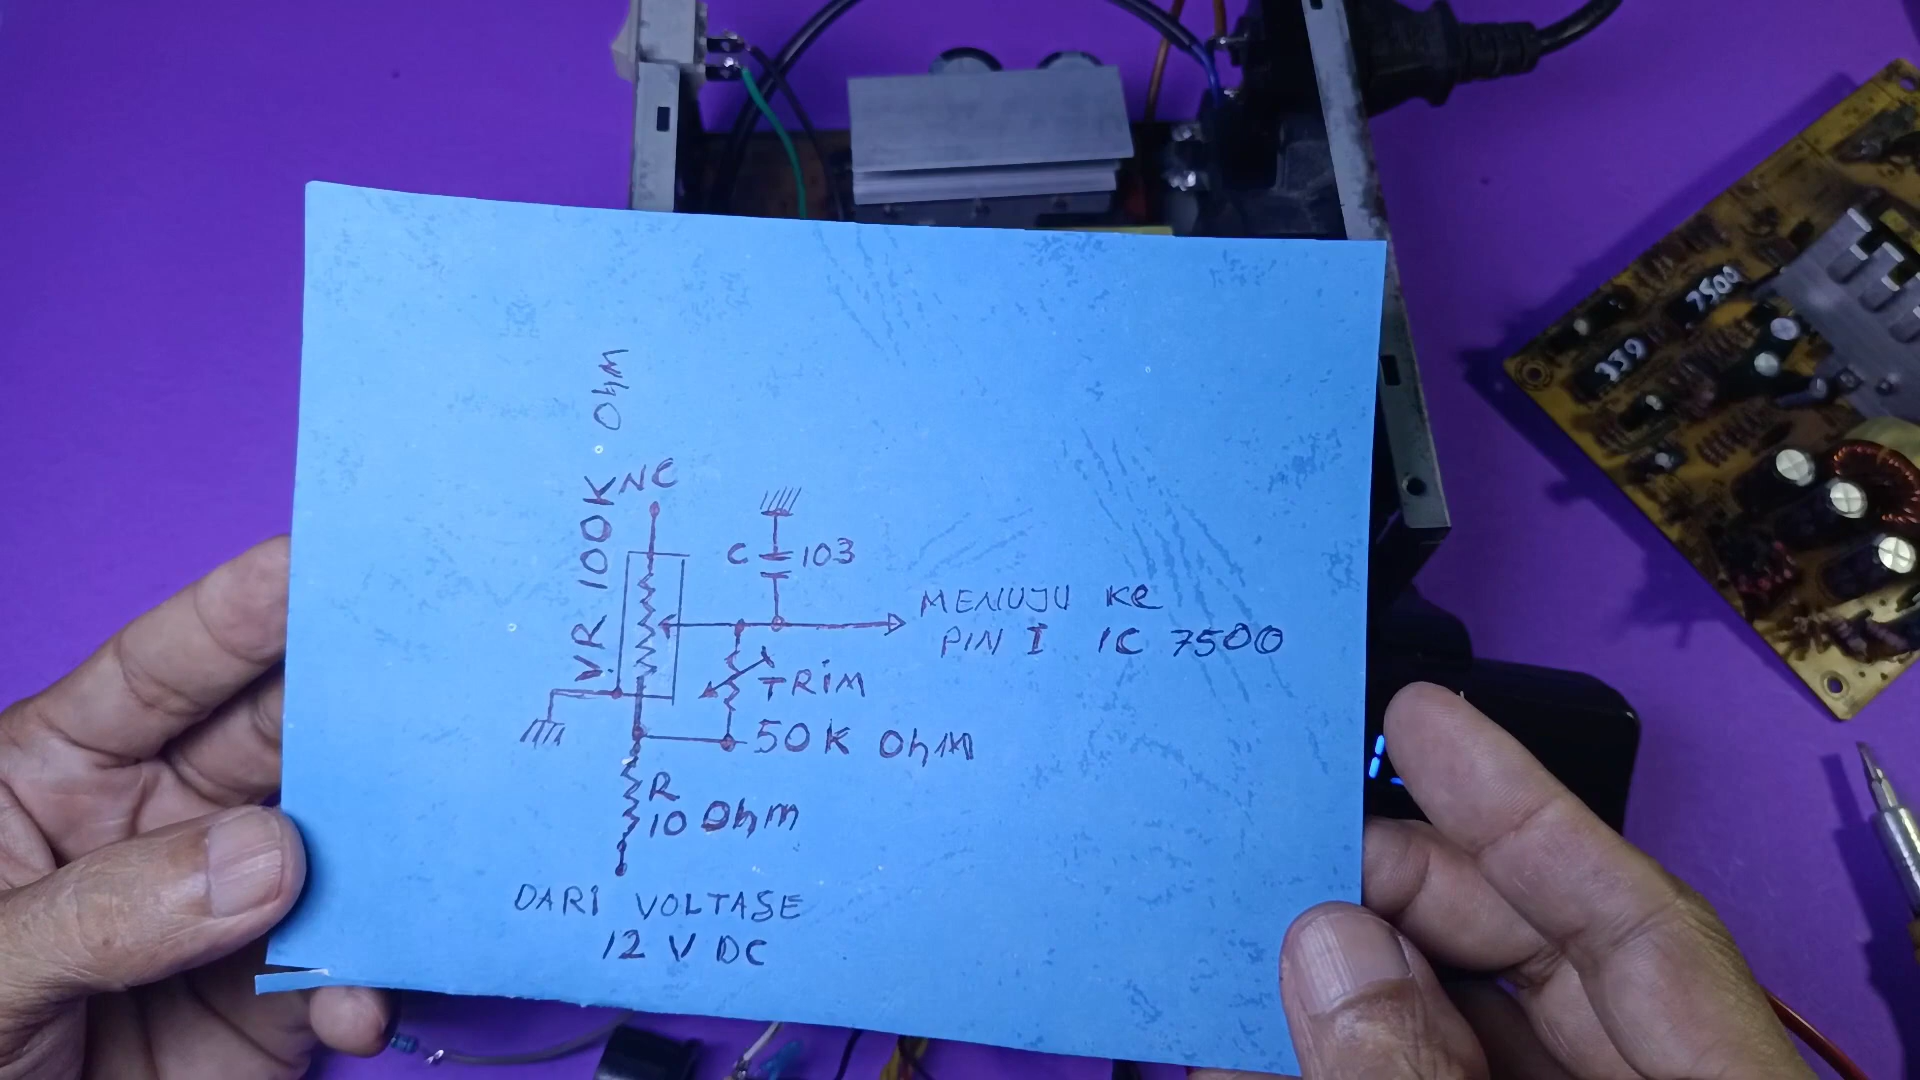 VR 100K OhM
NC
C 103
MENUJU Ke
PIN I IC 7500
TRiM
50K OhM
R
10 Ohm
DARI VOLTASE
12 V DC
7500
339